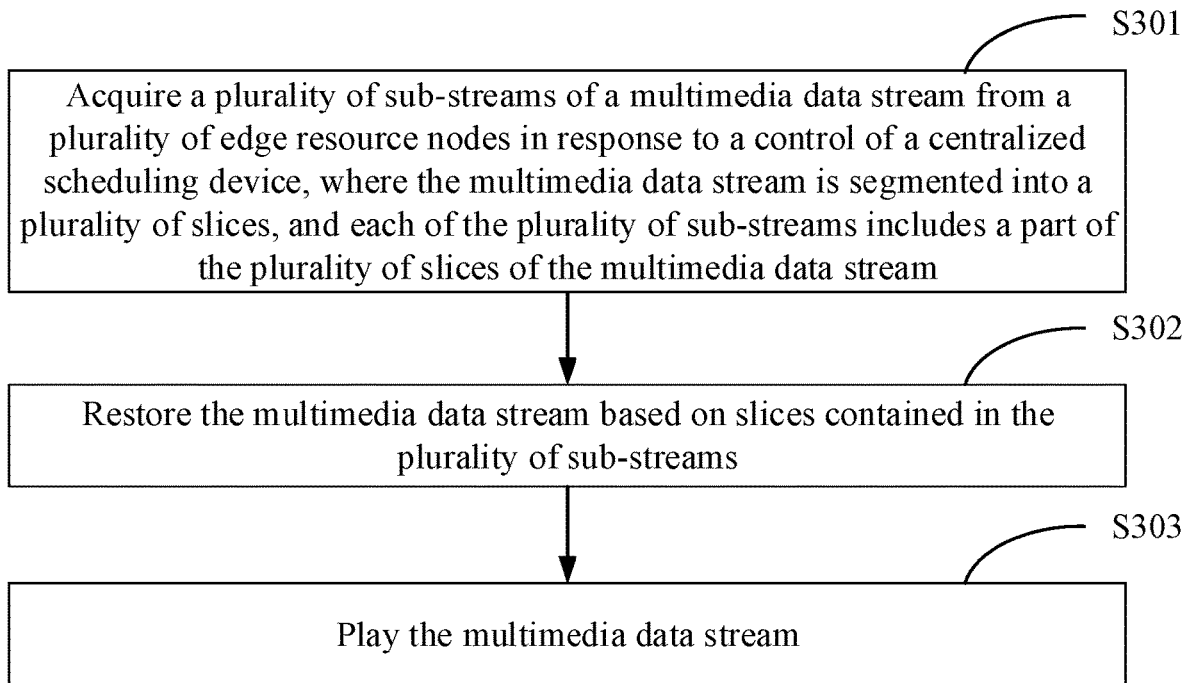 S301
Acquire a plurality of sub-streams of a multimedia data stream from a
plurality of edge resource nodes in response to a control of a centralized
scheduling device, where the multimedia data stream is segmented into a
plurality of slices, and each of the plurality of sub-streams includes a part of
the plurality of slices of the multimedia data stream
S302
Restore the multimedia data stream based on slices contained in the
plurality of sub-streams
S303
Play the multimedia data stream